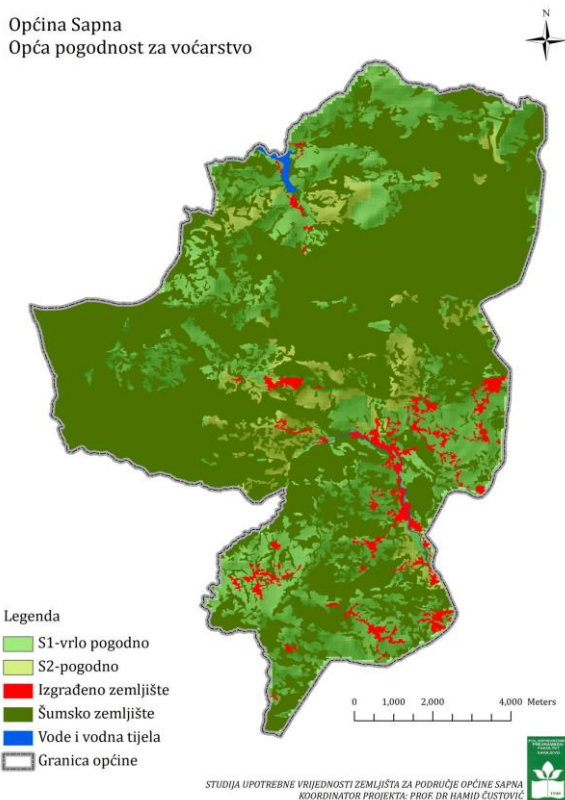 Općina Sapna
Opća pogodnost za voćarstvo
N
Legenda
S1-vrlo pogodno
S2-pogodno
Izgrađeno zemljište
Šumsko zemljište
Vode i vodna tijela
Granica općine
0 1,000 2,000 4,000 Meters
STUDIJA UPOTREBNE VRIJEDNOSTI ZEMLJIŠTA ZA PODRUČJE OPĆINE SAPNA
KOORDINATOR PROJEKTA: PROF. DR HAMID ČUSTOVIĆ